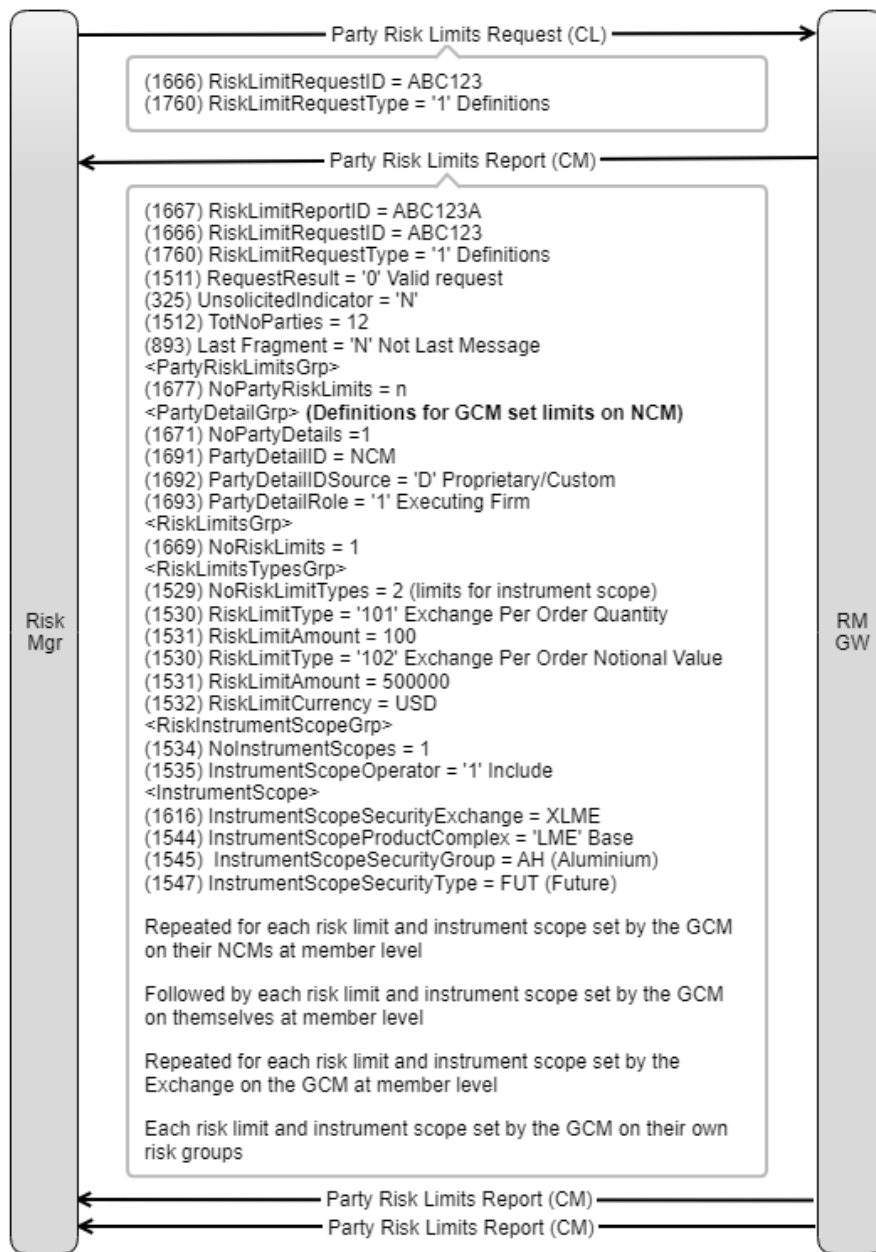 Party Risk Limits Request (CL)
(1666) RiskLimitRequestID = ABC123
(1760) RiskLimitRequestType = '1' Definitions
Party Risk Limits Report (CM)
(1667) RiskLimitReportID = ABC123A
(1666) RiskLimitRequestID = ABC123
(1760) RiskLimitRequestType = '1' Definitions
(1511) RequestResult = '0' Valid request
(325) UnsolicitedIndicator = 'N'
(1512) TotNoParties = 12
(893) Last Fragment = 'N' Not Last Message
<PartyRiskLimitsGrp>
(1677) NoPartyRiskLimits = n
<PartyDetailGrp> (Definitions for GCM set limits on NCM)
(1671) NoPartyDetails =1
(1691) PartyDetailID = NCM
(1692) PartyDetailIDSource = 'D' Proprietary/Custom
(1693) PartyDetailRole = '1' Executing Firm
<RiskLimitsGrp>
(1669) NoRiskLimits = 1
<RiskLimitsTypesGrp>
(1529) NoRiskLimitTypes = 2 (limits for instrument scope)
(1530) RiskLimitType = '101' Exchange Per Order Quantity
(1531) RiskLimitAmount = 100
(1530) RiskLimitType = '102' Exchange Per Order Notional Value
(1531) RiskLimitAmount = 500000
(1532) RiskLimitCurrency = USD
<RiskInstrumentScopeGrp>
(1534) NoInstrumentScopes = 1
(1535) InstrumentScopeOperator = '1' Include
<InstrumentScope>
(1616) InstrumentScopeSecurityExchange = XLME
(1544) InstrumentScopeProductComplex = 'LME' Base
(1545) InstrumentScopeSecurityGroup = AH (Aluminium)
(1547) InstrumentScopeSecurityType = FUT (Future)
Repeated for each risk limit and instrument scope set by the GCM
on their NCMs at member level
Followed by each risk limit and instrument scope set by the GCM
on themselves at member level
Repeated for each risk limit and instrument scope set by the
Exchange on the GCM at member level
Each risk limit and instrument scope set by the GCM on their own
risk groups
Risk
Mgr
RM
GW
Party Risk Limits Report (CM)
Party Risk Limits Report (CM)